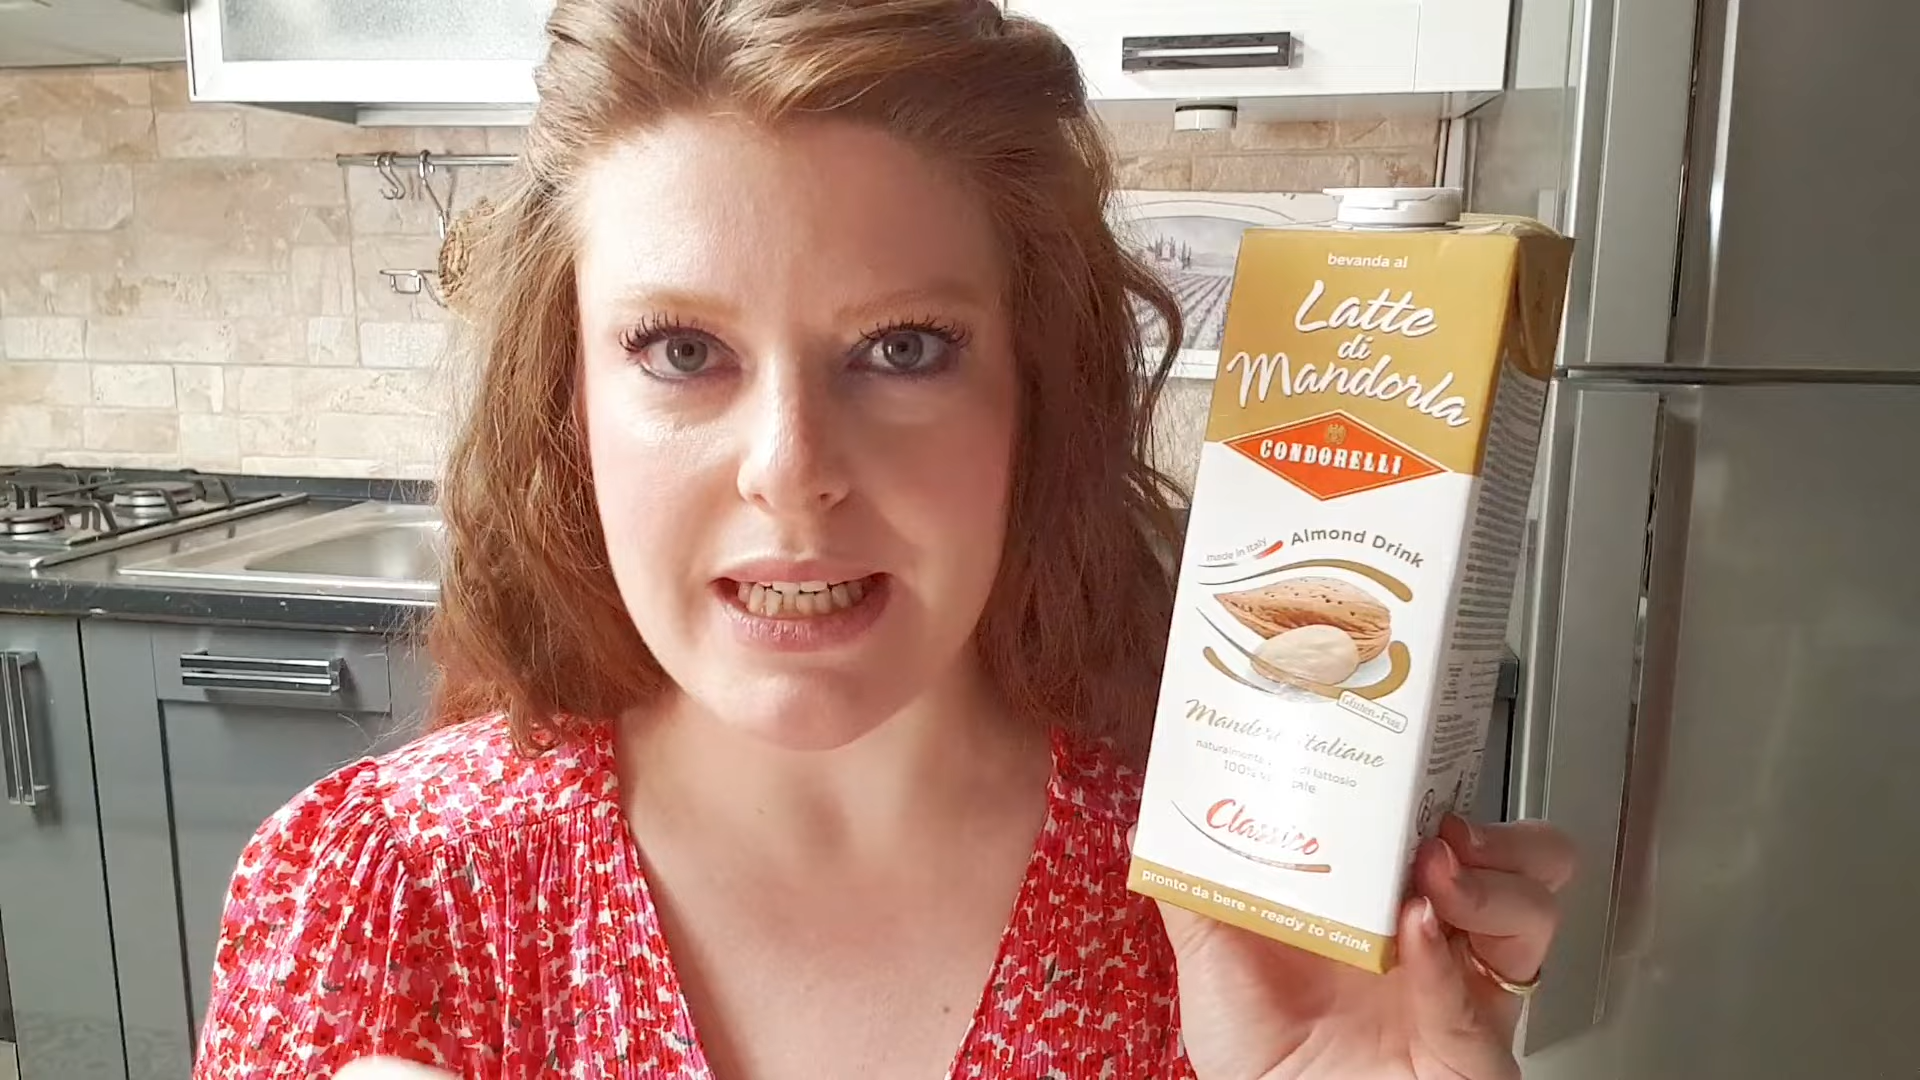 bevanda al
Latte
di
Mandorla
CONDORELLI
made in Italy
Almond Drink
Gluten-Free
Mandorle italiane
naturalmente di lattosio
100%
Classico
pronto da bere • ready to drink